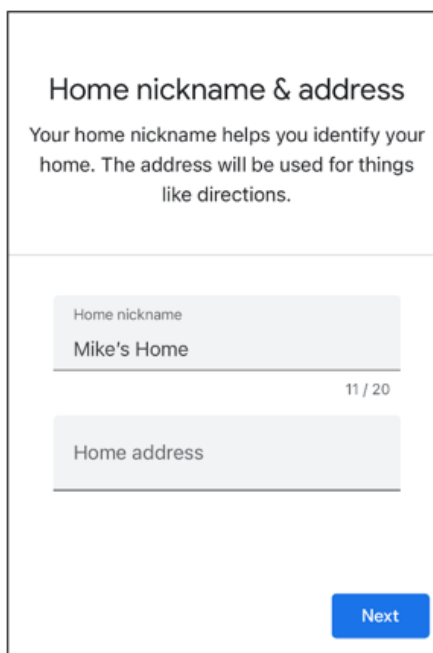 Home nickname & address
Your home nickname helps you identify your
home. The address will be used for things
like directions.
Home nickname
Mike's Home
11 / 20
Home address
Next